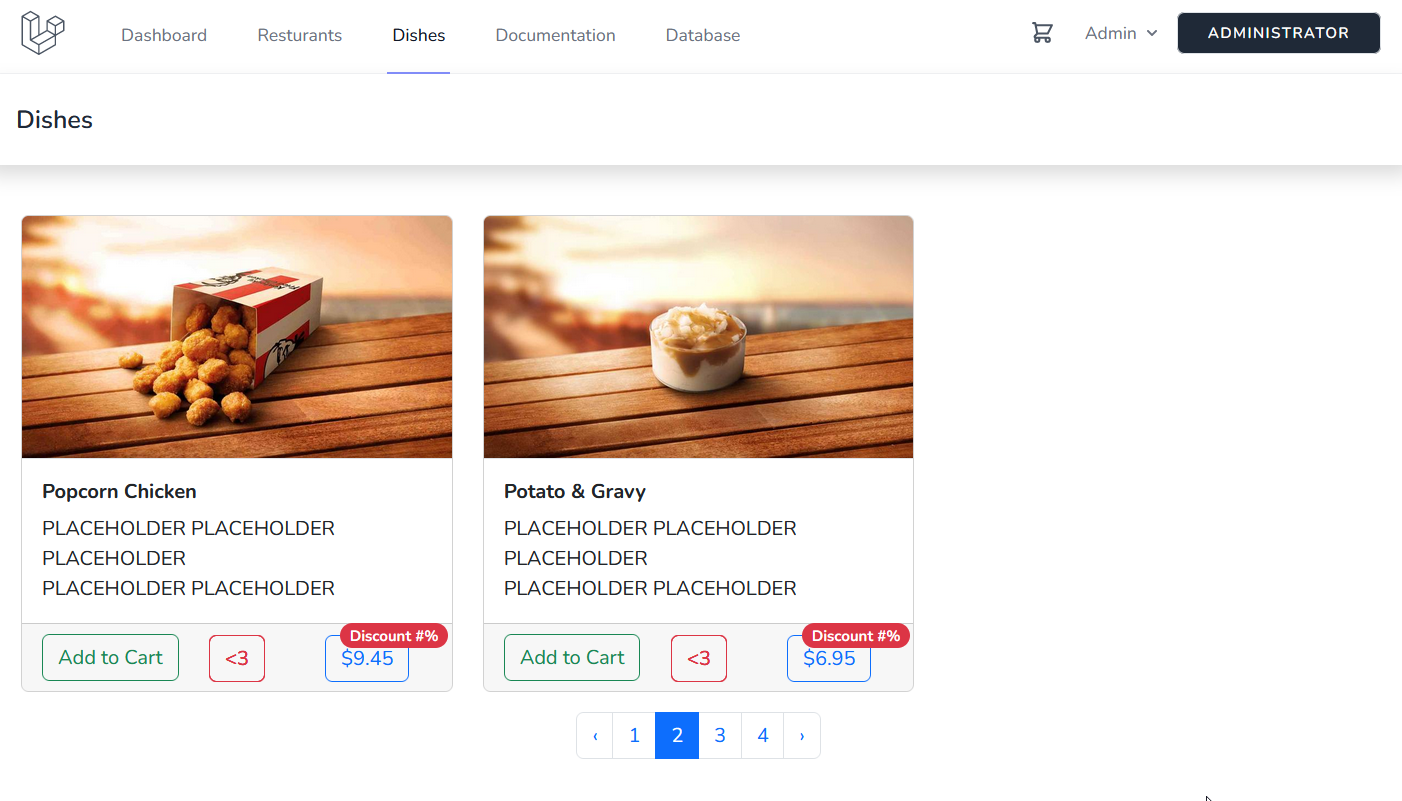 Dashboard Resturants Dishes Documentation Database Admin ADMINISTRATOR
Dishes
Popcorn Chicken
PLACEHOLDER PLACEHOLDER
PLACEHOLDER
PLACEHOLDER PLACEHOLDER
Discount #%
Add to Cart <3 $9.45
Potato & Gravy
PLACEHOLDER PLACEHOLDER
PLACEHOLDER
PLACEHOLDER PLACEHOLDER
Discount #%
Add to Cart <3 $6.95
‹ 1 2 3 4 ›